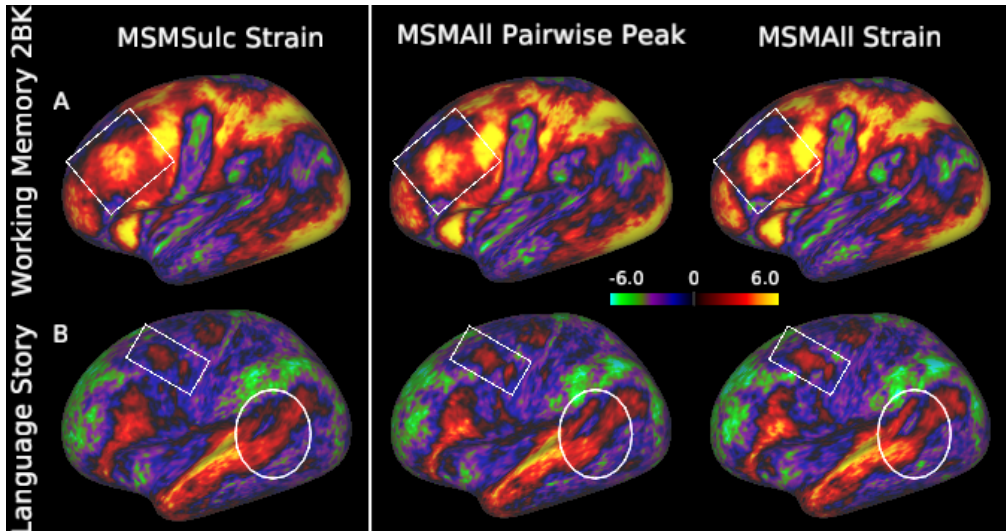 MSMSulc Strain
MSMAll Pairwise Peak
MSMAll Strain
Working Memory 2BK
A
-6.0 0 6.0
Language Story
B